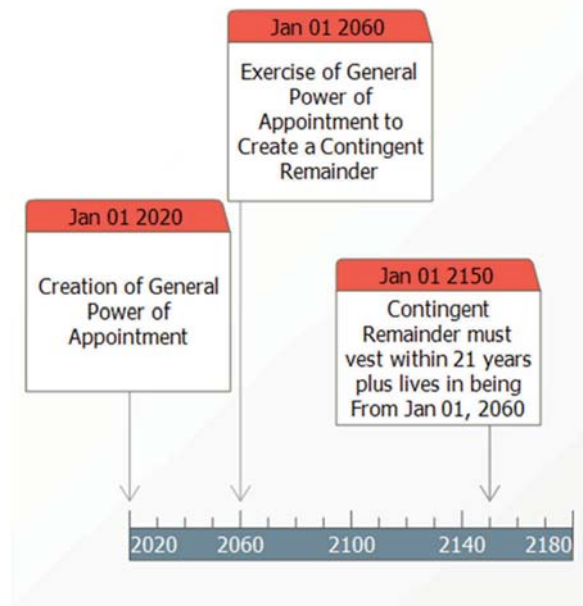 Jan 01 2060
Exercise of General
Power of
Appointment to
Create a Contingent
Remainder
Jan 01 2020
Creation of General
Power of
Appointment
Jan 01 2150
Contingent
Remainder must
vest within 21 years
plus lives in being
From Jan 01, 2060
2020 2060 2100 2140 2180